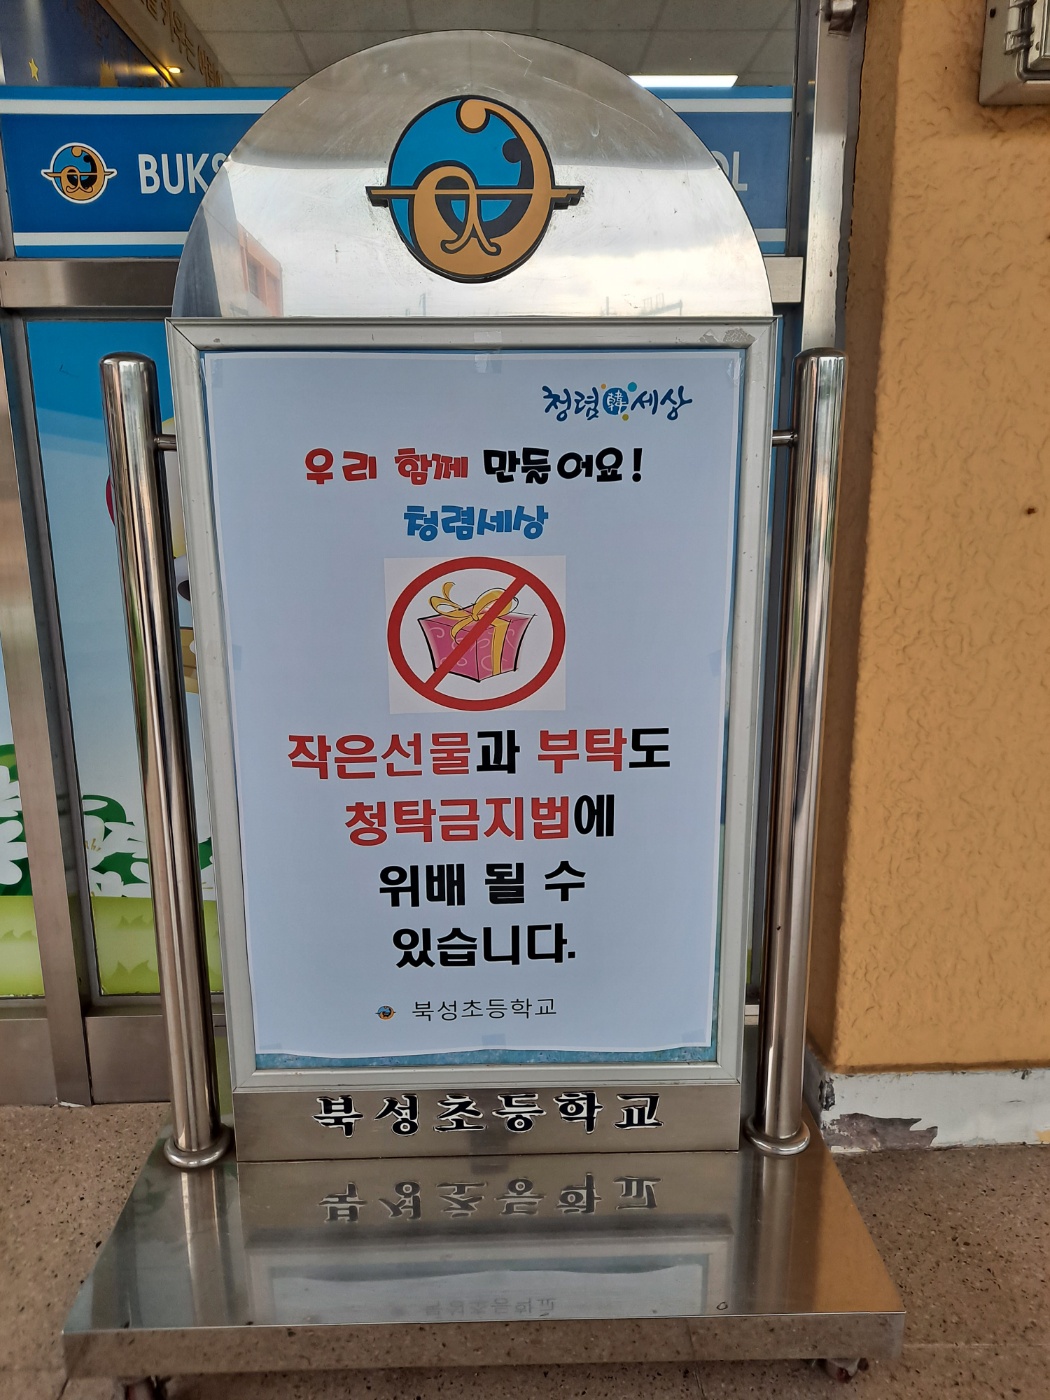 BUKS
OL
청렴韓세상
우리 함께 만들어요!
청렴세상
작은선물과 부탁도
청탁금지법에
위배 될 수
있습니다.
북성초등학교
북성초등학교